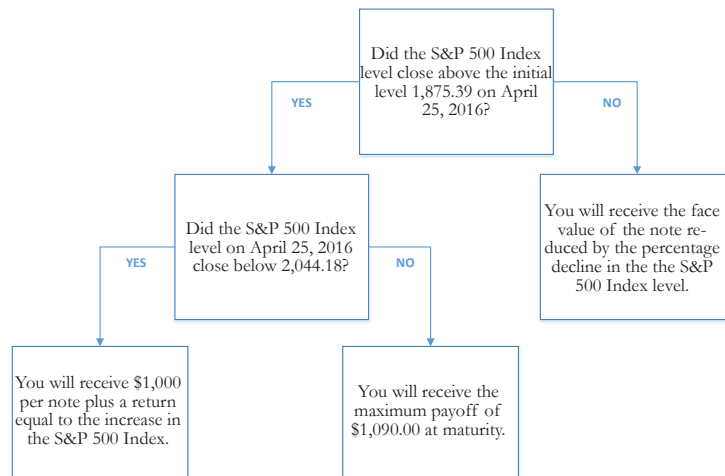 Did the S&P 500 Index
level close above the initial
level 1,875.39 on April
25, 2016?
YES
NO
Did the S&P 500 Index
level on April 25, 2016
close below 2,044.18?
You will receive the face
value of the note re-
duced by the percentage
decline in the the S&P
500 Index level.
YES
NO
You will receive $1,000
per note plus a return
equal to the increase in
the S&P 500 Index.
You will receive the
maximum payoff of
$1,090.00 at maturity.